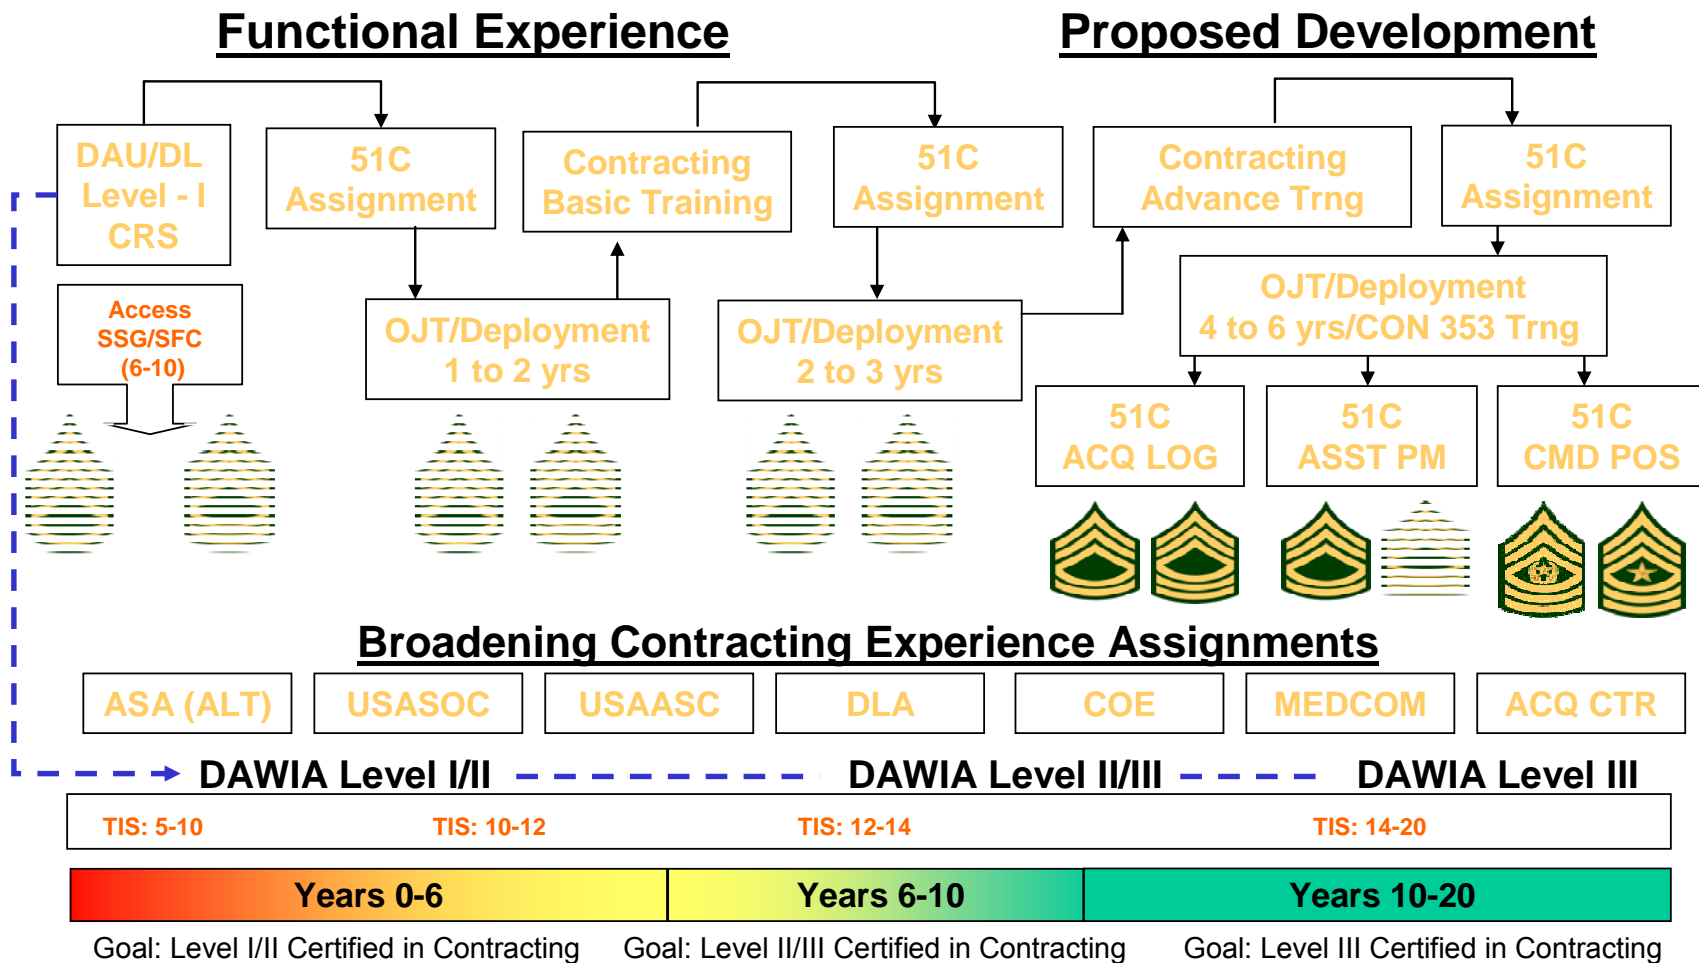 Functional Experience
Proposed Development
DAU/DL
Level - I
CRS
51C
Assignment
Contracting
Basic Training
51C
Assignment
Contracting
Advance Trng
51C
Assignment
Access
SSG/SFC
(6-10)
OJT/Deployment
1 to 2 yrs
OJT/Deployment
2 to 3 yrs
OJT/Deployment
4 to 6 yrs/CON 353 Trng
51C
ACQ LOG
51C
ASST PM
51C
CMD POS
Broadening Contracting Experience Assignments
ASA (ALT)
USASOC
USAASC
DLA
COE
MEDCOM
ACQ CTR
DAWIA Level I/II
DAWIA Level II/III
DAWIA Level III
TIS: 5-10
TIS: 10-12
TIS: 12-14
TIS: 14-20
Years 0-6
Years 6-10
Years 10-20
Goal: Level I/II Certified in Contracting
Goal: Level II/III Certified in Contracting
Goal: Level III Certified in Contracting